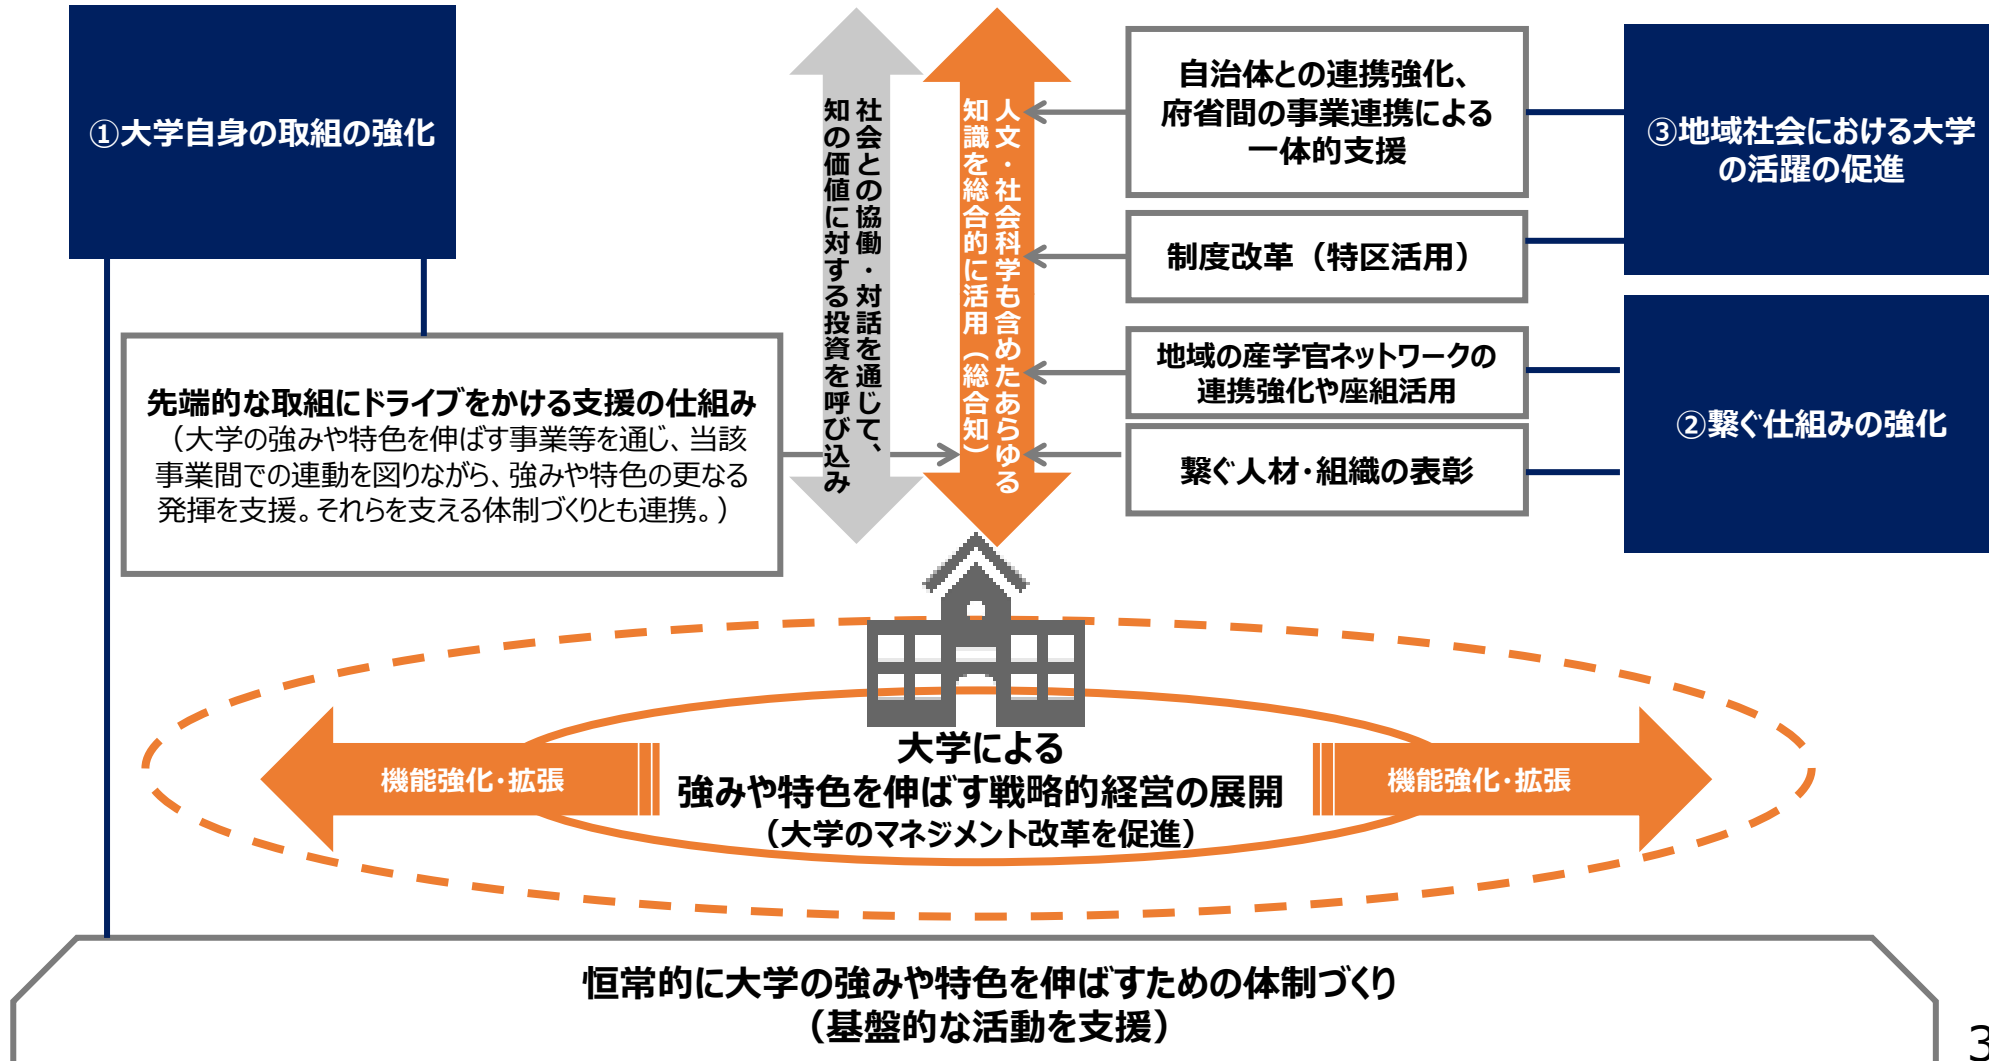 ①大学自身の取組の強化
先端的な取組にドライブをかける支援の仕組み
（大学の強みや特色を伸ばす事業等を通じ、当該
事業間での連動を図りながら、強みや特色の更なる
発揮を支援。それらを支える体制づくりとも連携。）
社会との協働・対話を通じて、
知の価値に対する投資を呼び込み
人文・社会科学も含めたあらゆる
知識を総合的に活用（総合知）
自治体との連携強化、
府省間の事業連携による
一体的支援
制度改革（特区活用）
地域の産学官ネットワークの
連携強化や座組活用
繋ぐ人材・組織の表彰
③地域社会における大学
の活躍の促進
②繋ぐ仕組みの強化
機能強化・拡張
大学による
強みや特色を伸ばす戦略的経営の展開
（大学のマネジメント改革を促進）
機能強化・拡張
恒常的に大学の強みや特色を伸ばすための体制づくり
（基盤的な活動を支援）
3